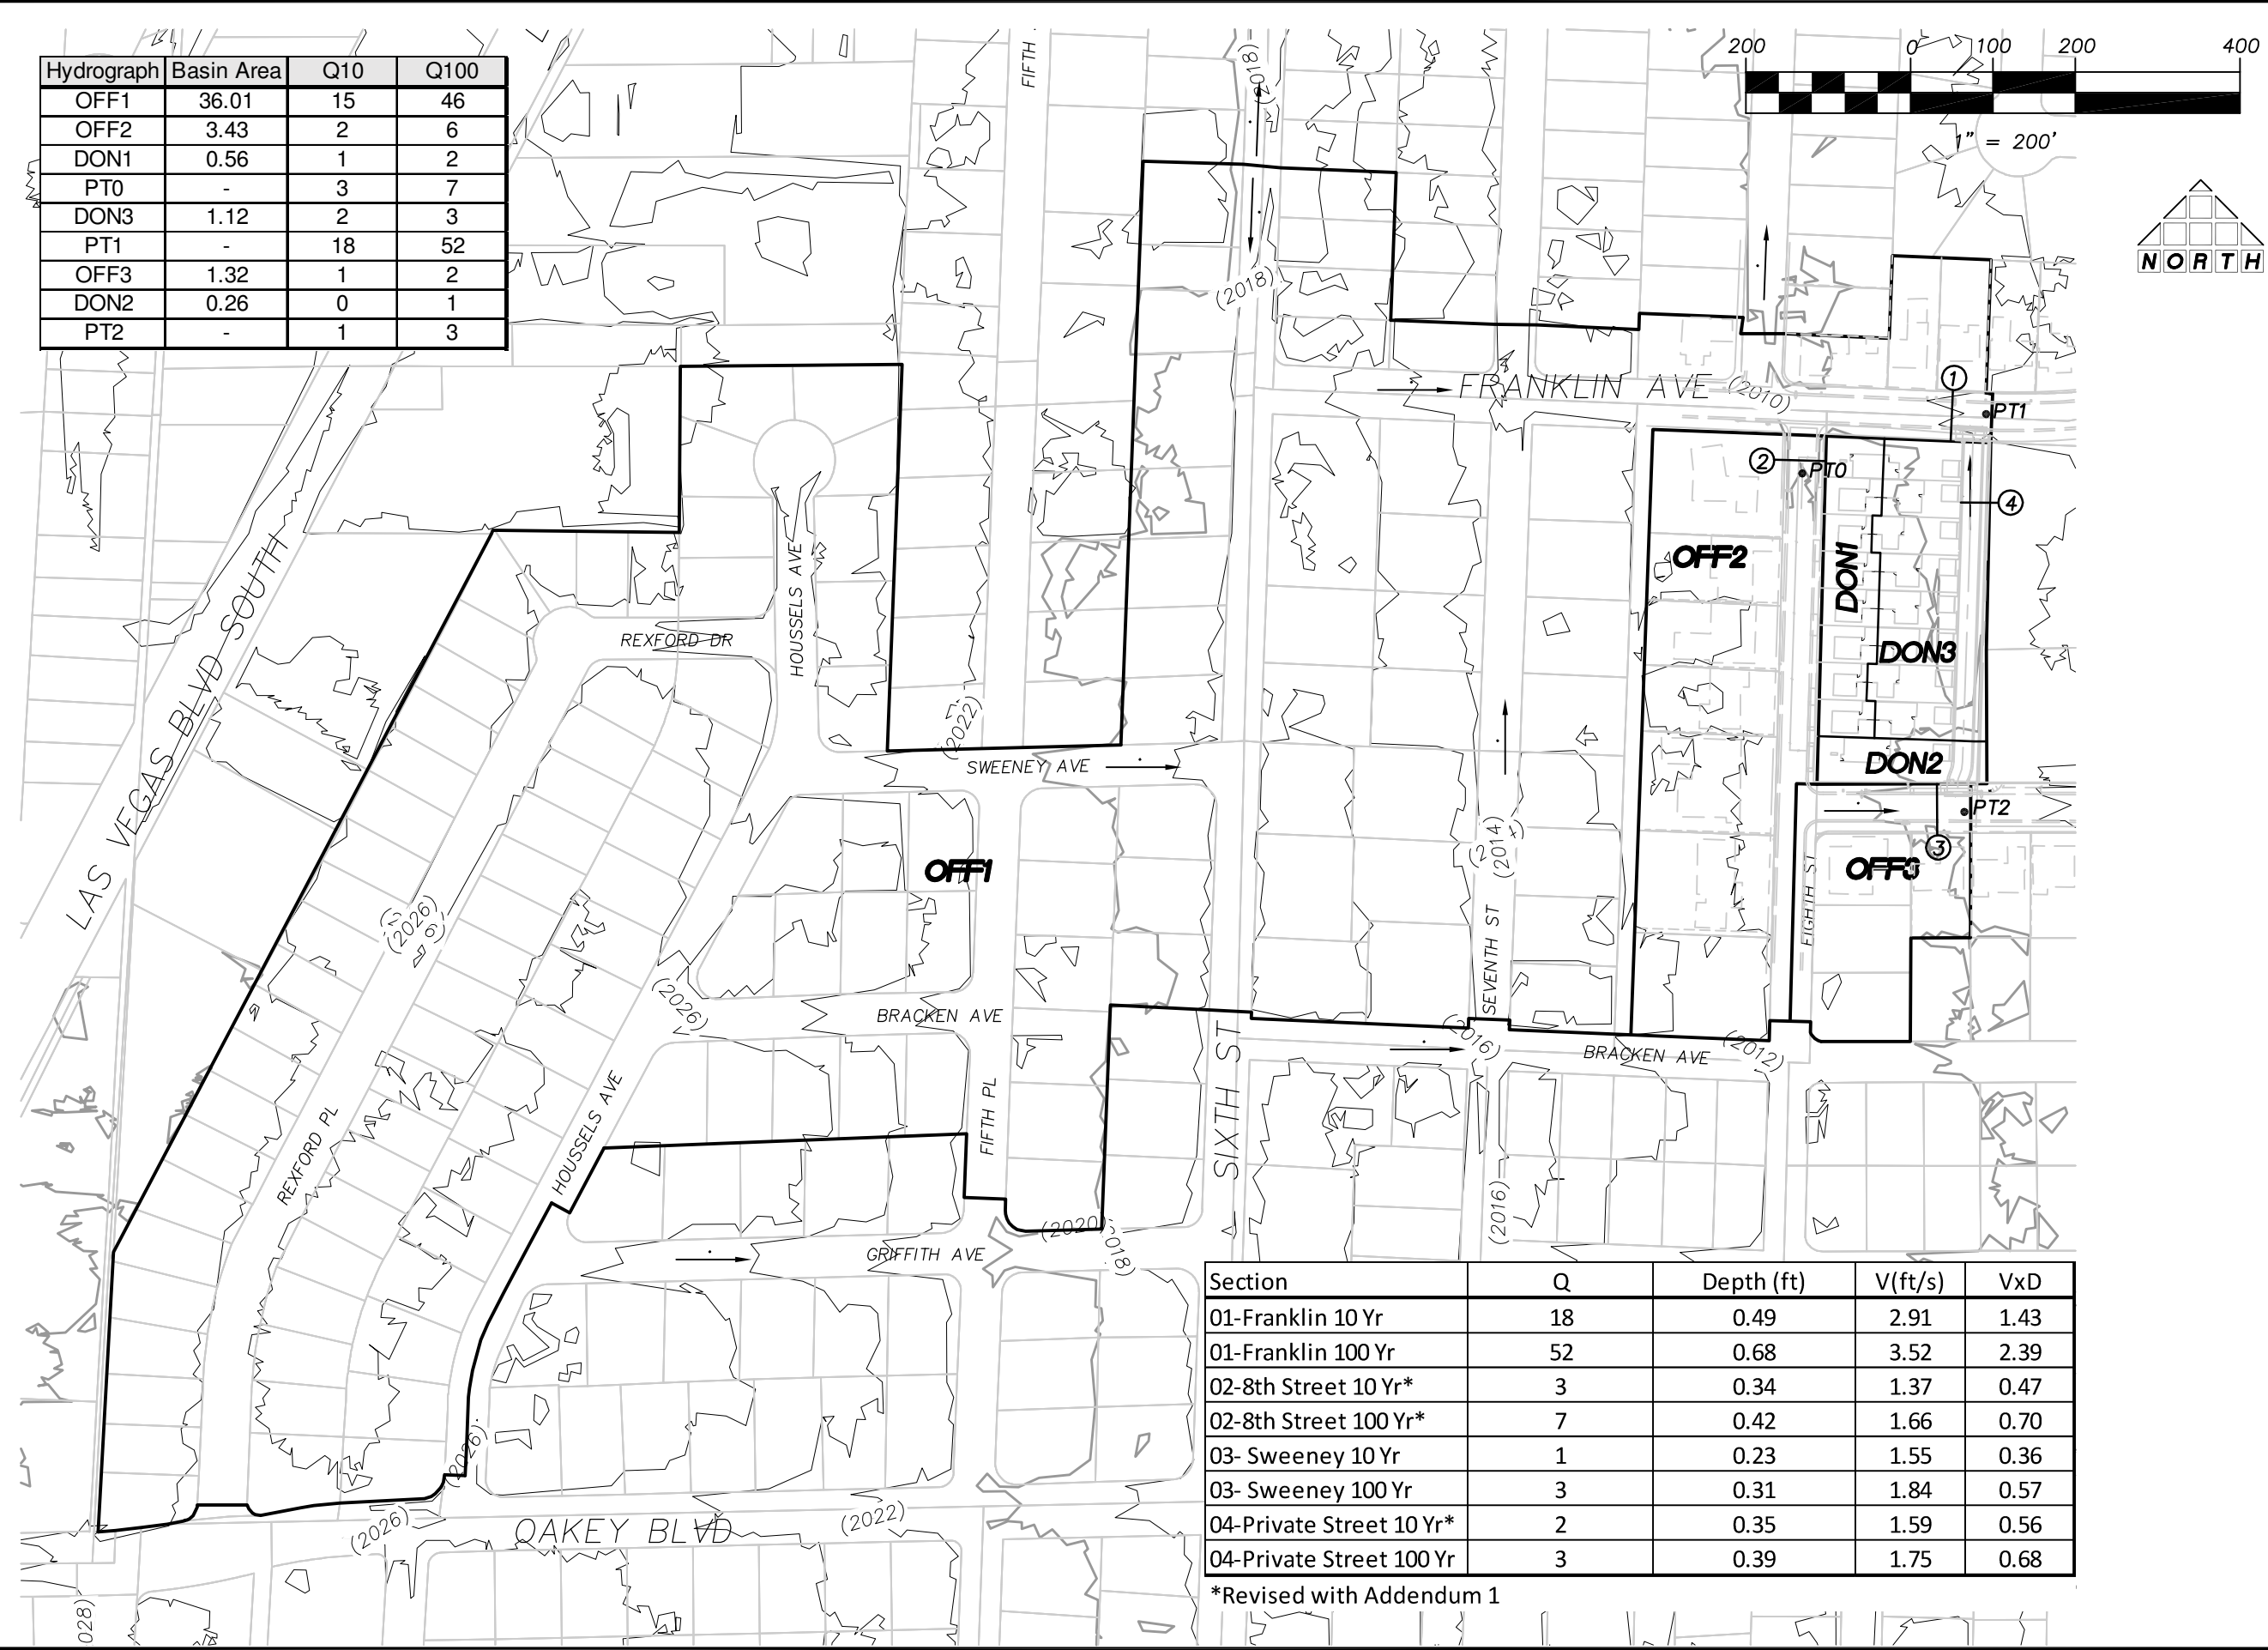 Hydrograph Basin Area Q10 Q100
OFF1 36.01 15 46
OFF2 3.43 2 6
DON1 0.56 1 2
PT0 - 3 7
DON3 1.12 2 3
PT1 - 18 52
OFF3 1.32 1 2
DON2 0.26 0 1
PT2 - 1 3
200 0 100 200 400
1" = 200'
NORTH
FIFTH
(2018)
(2018)
FRANKLIN AVE
(2010)
1
PT1
2
PT0
4
OFF2
DON1
DON3
DON2
PT2
3
OFF3
EIGHTH ST
LAS VEGAS BLVD SOUTH
HOUSSELS AVE
REXFORD DR
(2022)
SWEENEY AVE
OFF1
(2014)
SEVENTH ST
(2026)
(2026)
BRACKEN AVE
SIXTH ST
(2016)
BRACKEN AVE
(2012)
REXFORD PL
HOUSSELS AVE
FIFTH PL
(2016)
(2020)
2018)
GRIFFITH AVE
(2026)
(2026)
OAKEY BLVD
(2022)
028)
Section Q Depth (ft) V(ft/s) VxD
01-Franklin 10 Yr 18 0.49 2.91 1.43
01-Franklin 100 Yr 52 0.68 3.52 2.39
02-8th Street 10 Yr* 3 0.34 1.37 0.47
02-8th Street 100 Yr* 7 0.42 1.66 0.70
03- Sweeney 10 Yr 1 0.23 1.55 0.36
03- Sweeney 100 Yr 3 0.31 1.84 0.57
04-Private Street 10 Yr* 2 0.35 1.59 0.56
04-Private Street 100 Yr 3 0.39 1.75 0.68
*Revised with Addendum 1